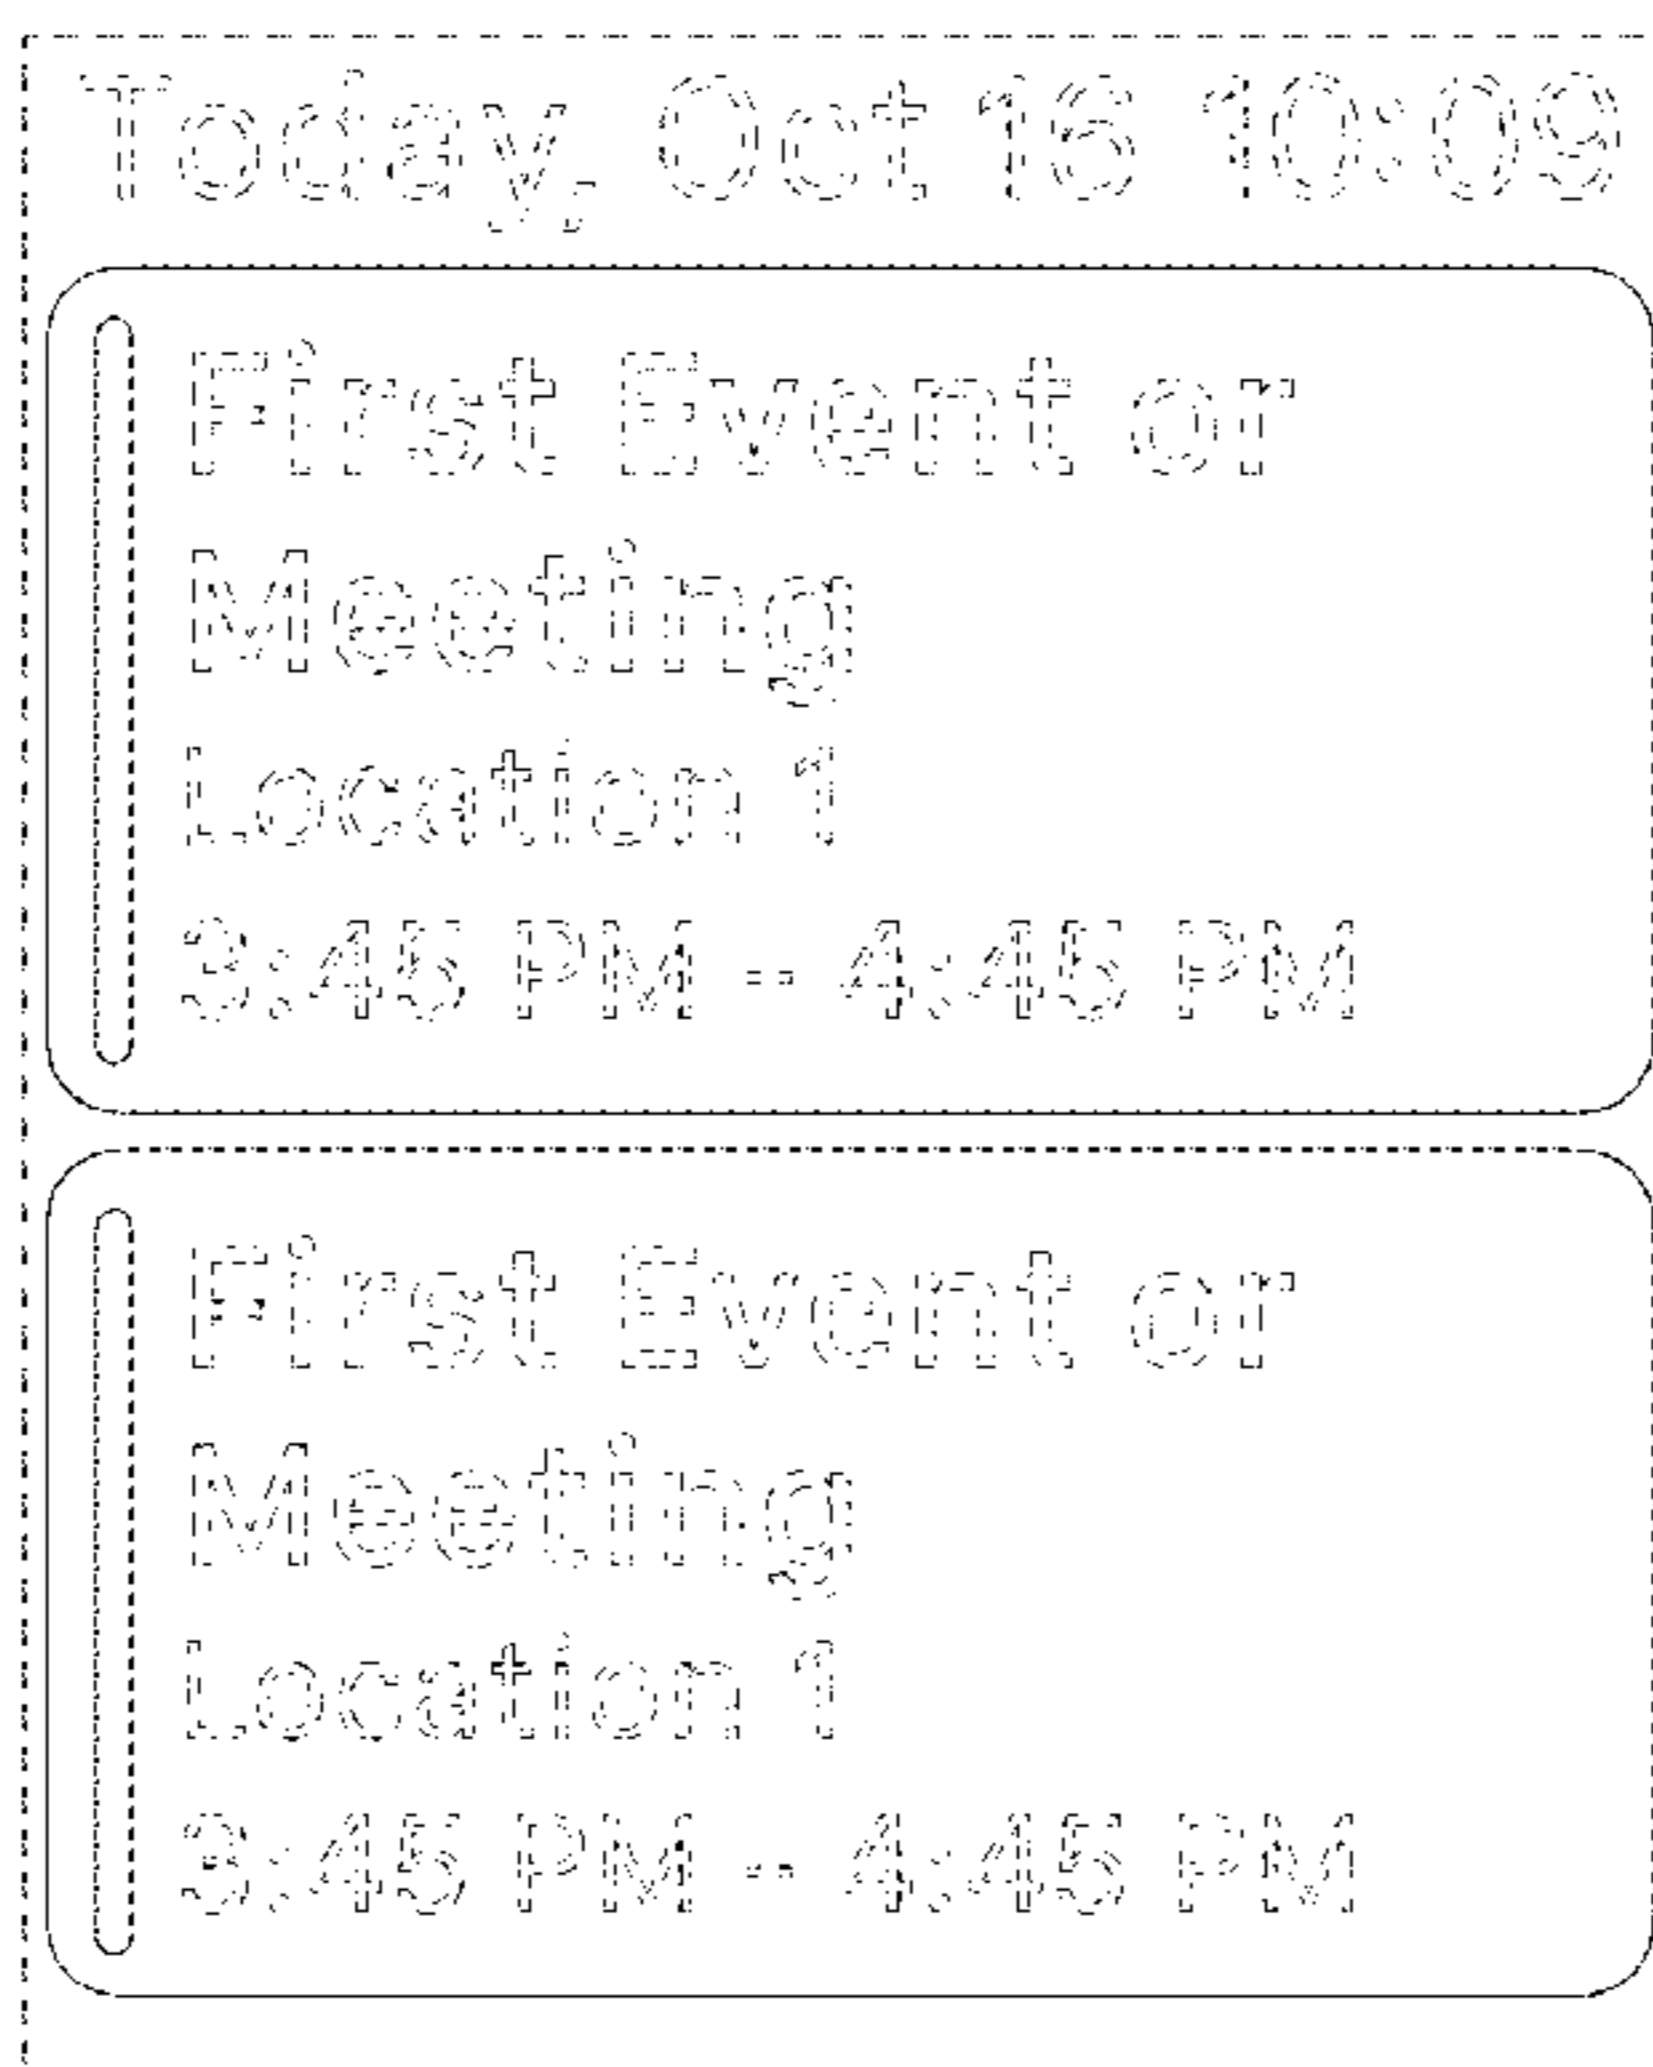 Today, Oct 16 10:09
First Event or
Meeting
Location 1
3:45 PM - 4:45 PM
First Event or
Meeting
Location 1
3:45 PM - 4:45 PM